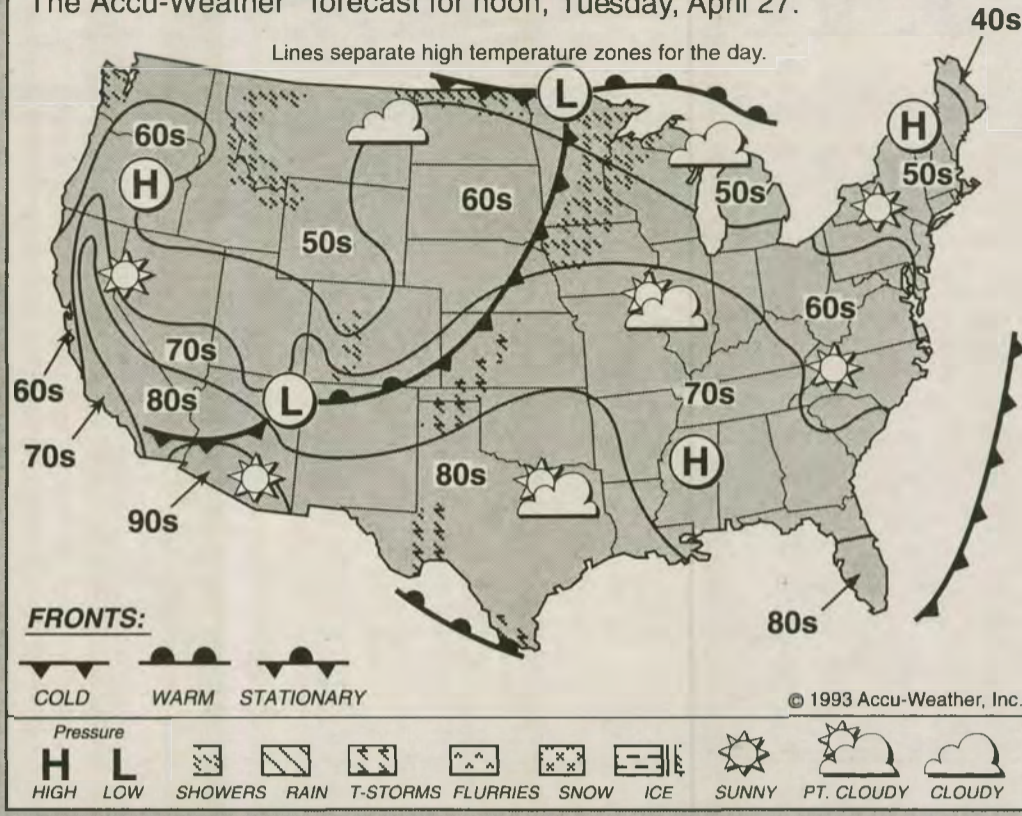 The Accu-Weather® forecast for noon, Tuesday, April 27.
Lines separate high temperature zones for the day.
40s
60s
H
H
50s
50s
60s
50s
L
60s
70s
80s
L
60s
70s
90s
70s
H
80s
80s
FRONTS:
COLD WARM STATIONARY
© 1993 Accu-Weather, Inc.
Pressure
H L
HIGH LOW SHOWERS RAIN T-STORMS FLURRIES SNOW ICE SUNNY PT. CLOUDY CLOUDY